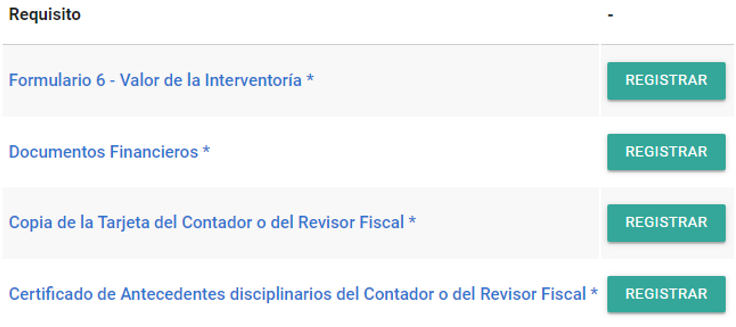 Requisito -
Formulario 6 - Valor de la Interventoría * REGISTRAR
Documentos Financieros * REGISTRAR
Copia de la Tarjeta del Contador o del Revisor Fiscal * REGISTRAR
Certificado de Antecedentes disciplinarios del Contador o del Revisor Fiscal * REGISTRAR